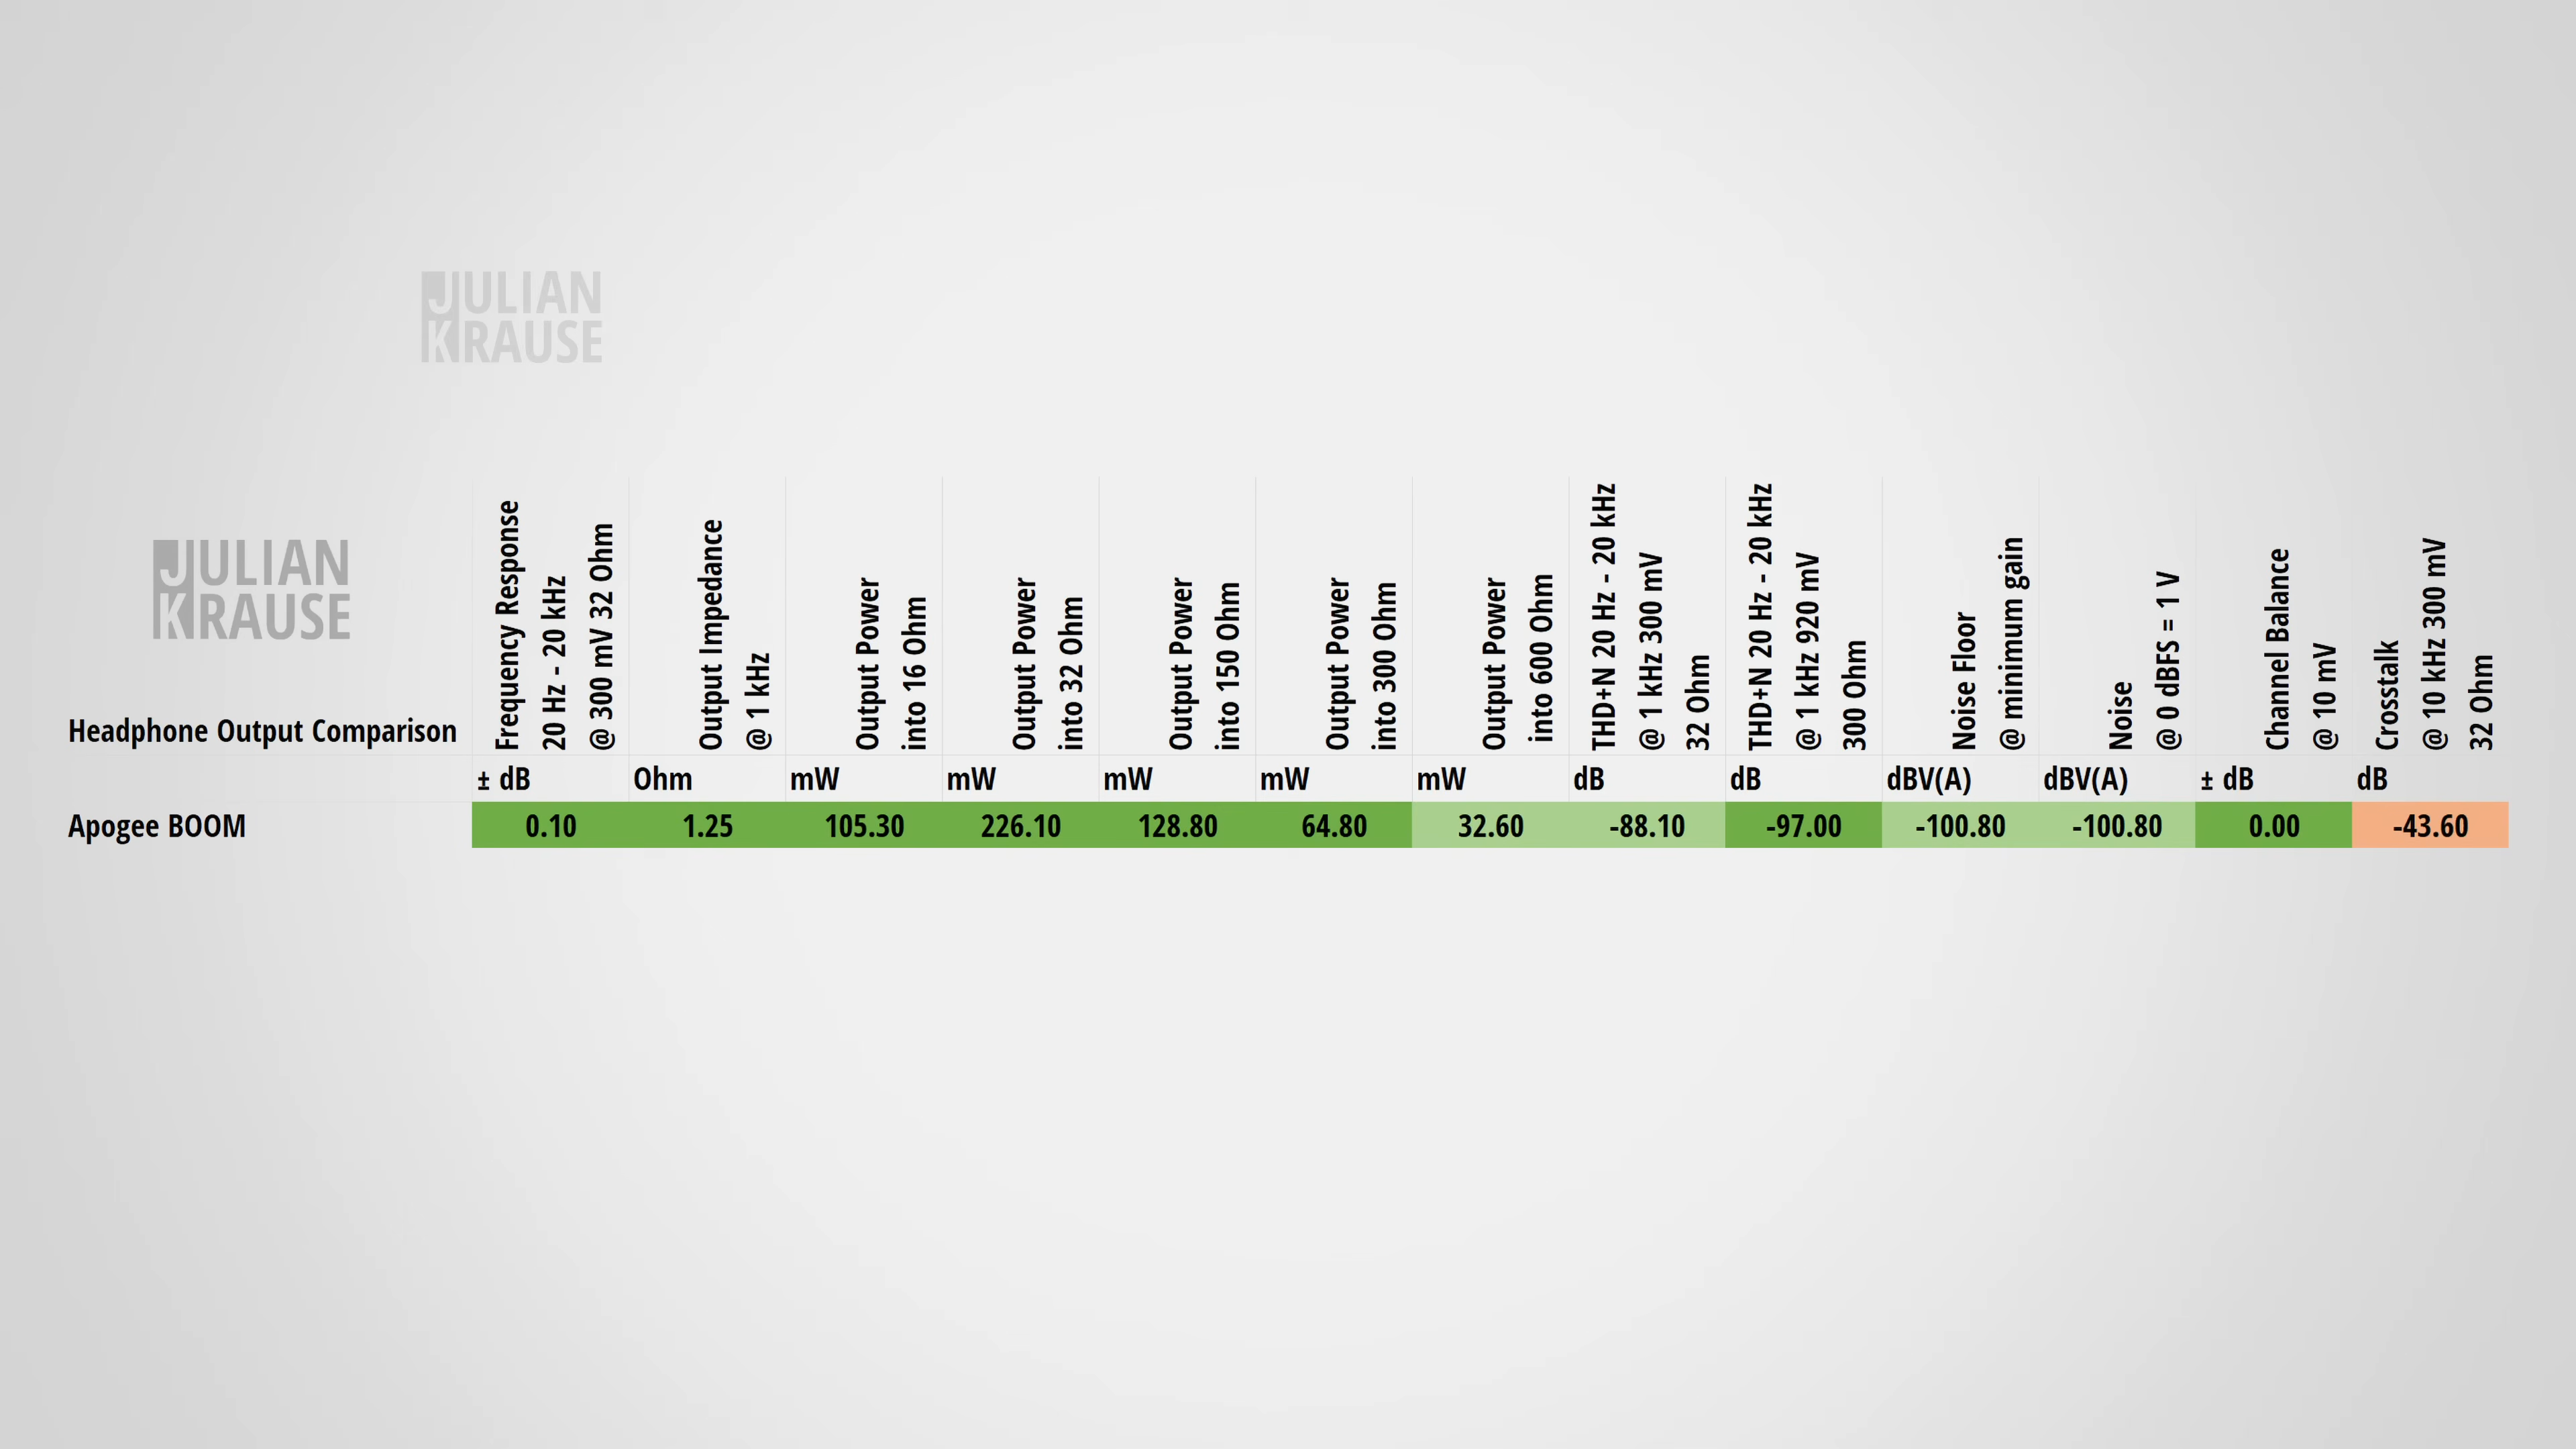 JULIAN
KRAUSE
JULIAN
KRAUSE
Headphone Output Comparison
Frequency Response
20 Hz - 20 kHz
@ 300 mV 32 Ohm
Output Impedance
@ 1 kHz
Output Power
into 16 Ohm
Output Power
into 32 Ohm
Output Power
into 150 Ohm
Output Power
into 300 Ohm
Output Power
into 600 Ohm
THD+N 20 Hz - 20 kHz
@ 1 kHz 300 mV
32 Ohm
THD+N 20 Hz - 20 kHz
@ 1 kHz 920 mV
300 Ohm
Noise Floor
@ minimum gain
Noise
@ 0 dBFS = 1 V
Channel Balance
@ 10 mV
Crosstalk
@ 10 kHz 300 mV
32 Ohm
± dB Ohm mW mW mW mW mW dB dB dBV(A) dBV(A) ± dB dB
Apogee BOOM 0.10 1.25 105.30 226.10 128.80 64.80 32.60 -88.10 -97.00 -100.80 -100.80 0.00 -43.60